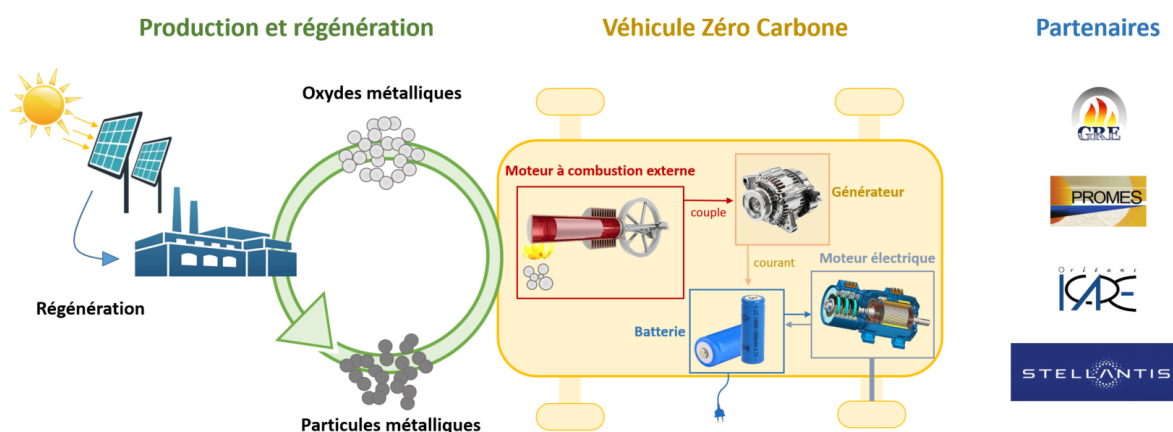 Production et régénération
Véhicule Zéro Carbone
Partenaires
Oxydes métalliques
Régénération
Particules métalliques
Moteur à combustion externe
couple
Générateur
courant
Moteur électrique
Batterie
GRE
PROMES
Orléans
ICARE
STELLANTIS